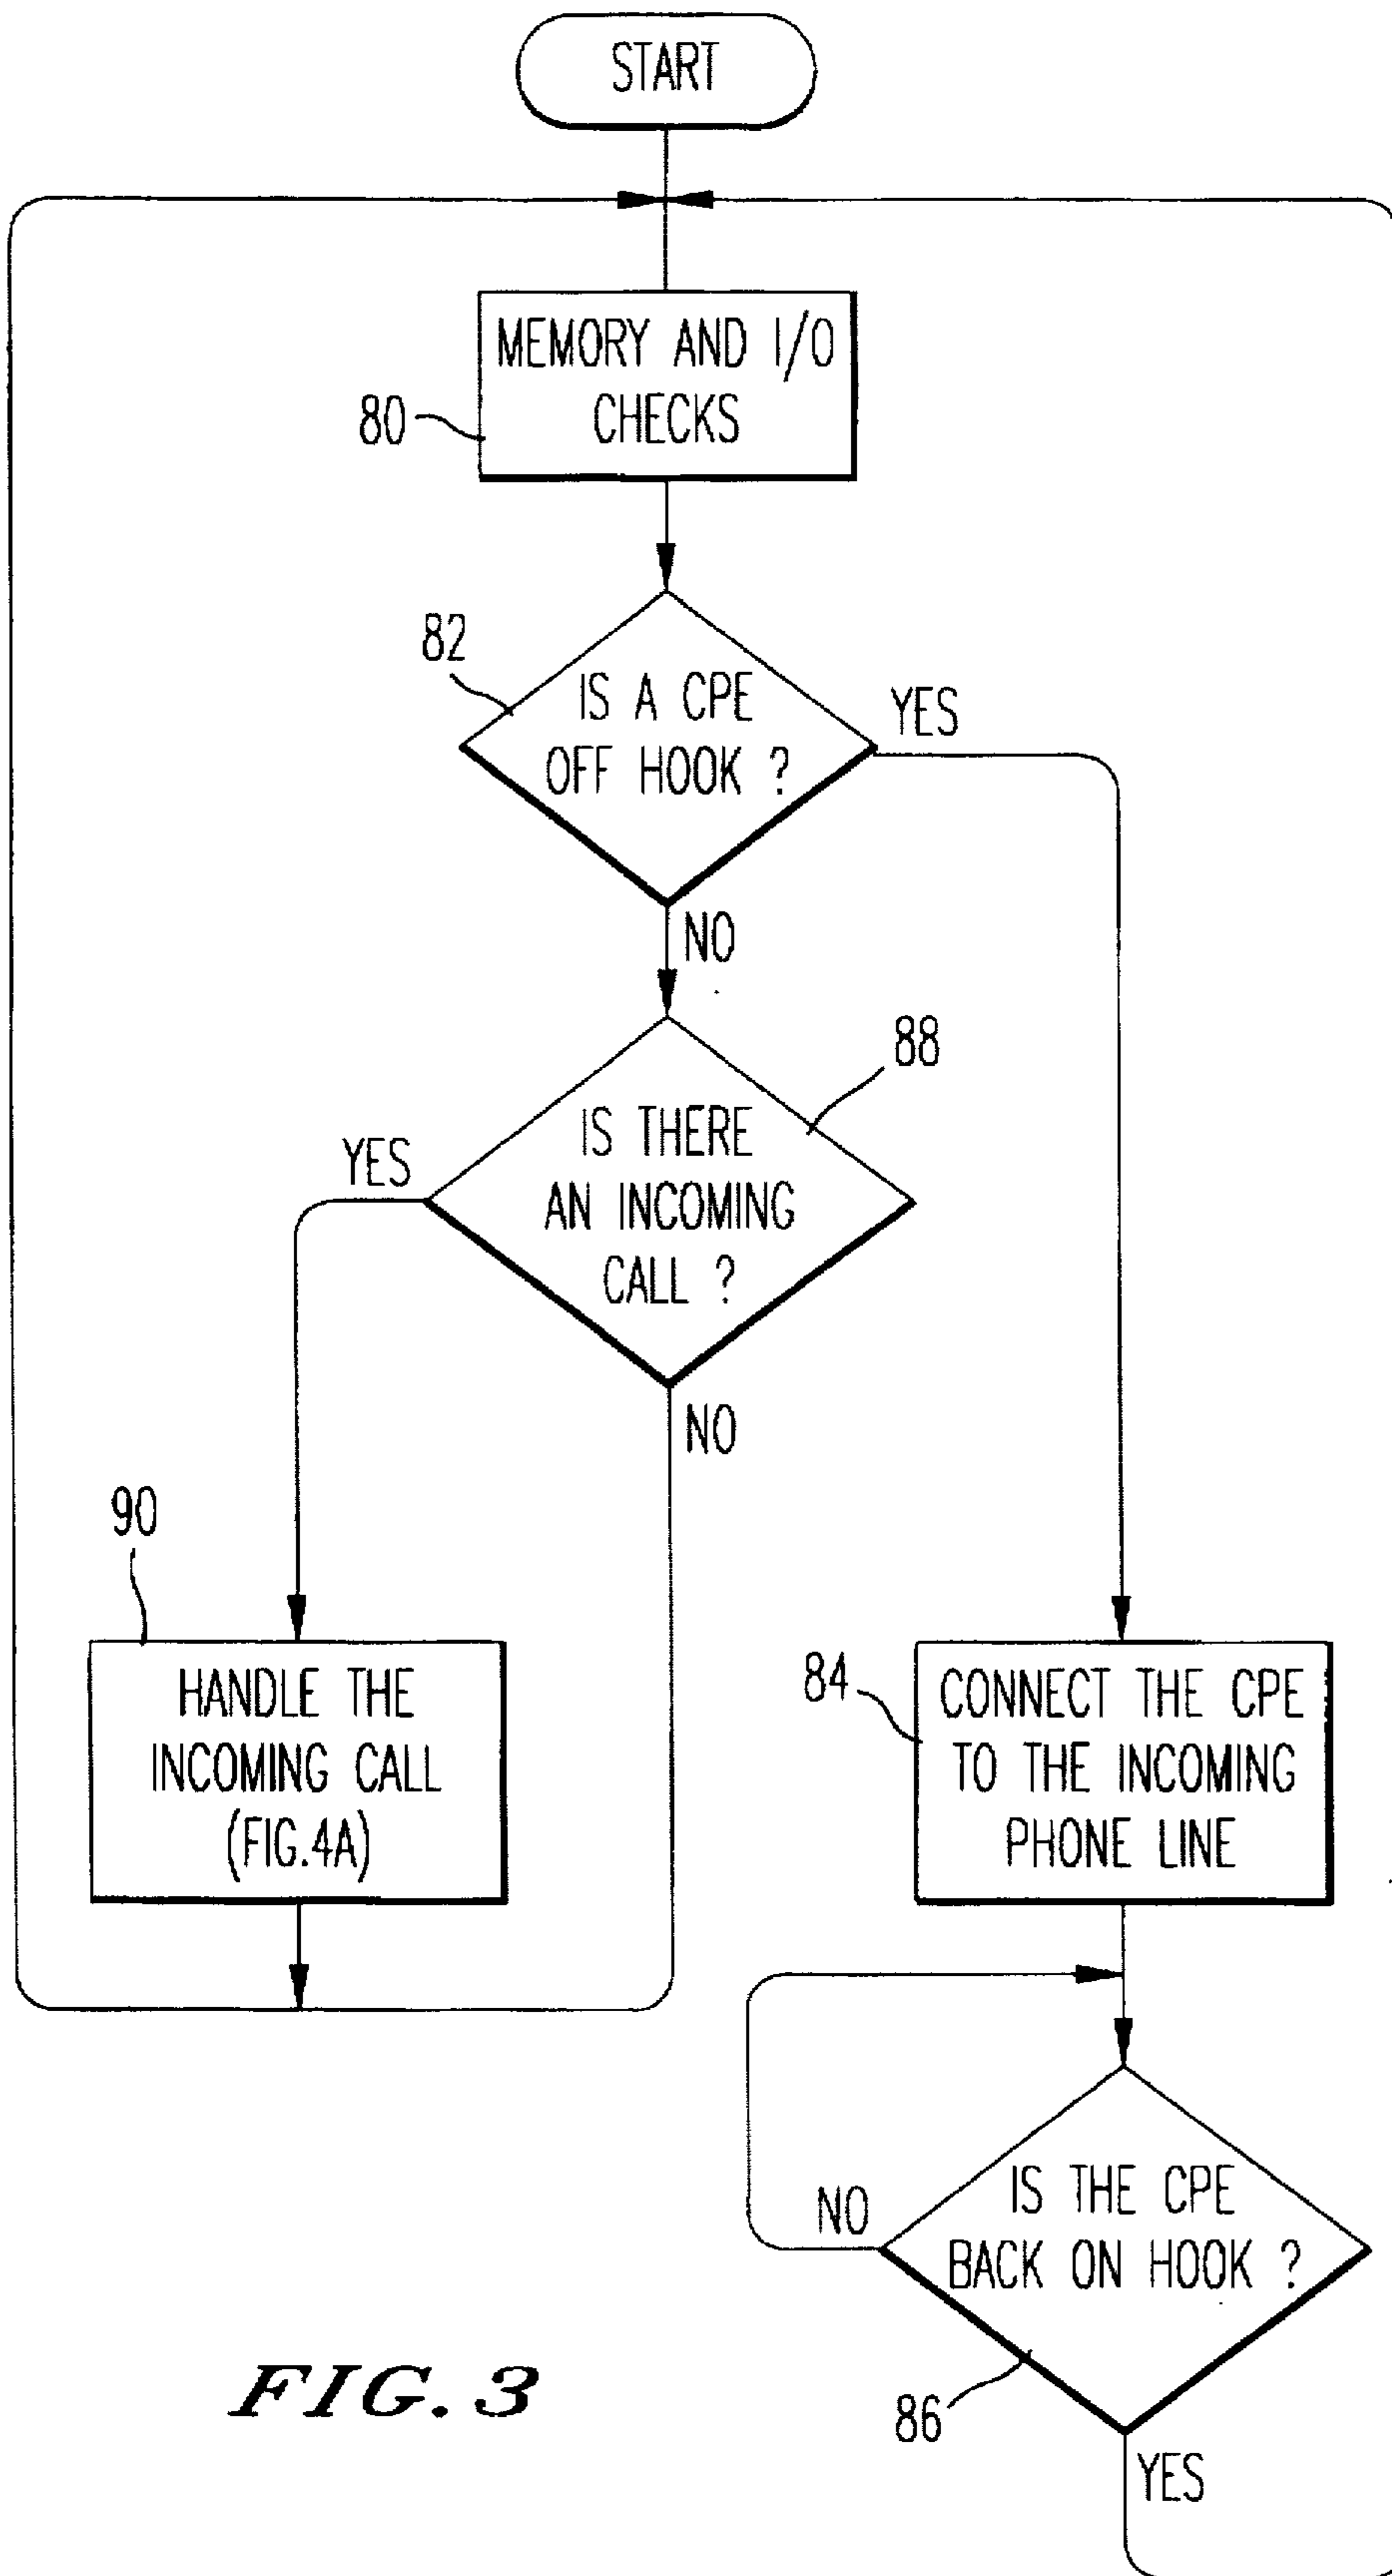 START
MEMORY AND I/O
CHECKS
80
82
IS A CPE
OFF HOOK ?
YES
NO
88
IS THERE
AN INCOMING
CALL ?
YES
NO
90
HANDLE THE
INCOMING CALL
(FIG.4A)
84
CONNECT THE CPE
TO THE INCOMING
PHONE LINE
IS THE CPE
BACK ON HOOK ?
NO
86
YES
FIG. 3